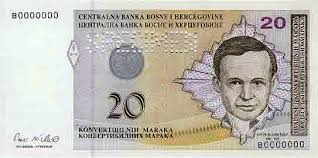 B0000000
CENTRALNA BANKA BOSNE I HERCEGOVINE
ЦЕНТРАЛНА БАНКА БОСНЕ И ХЕРЦЕГОВИНЕ
20
20
KONVERTIBILNIH MARAKA
КОНВЕРТИБИЛНИХ МАРАКА
B0000000